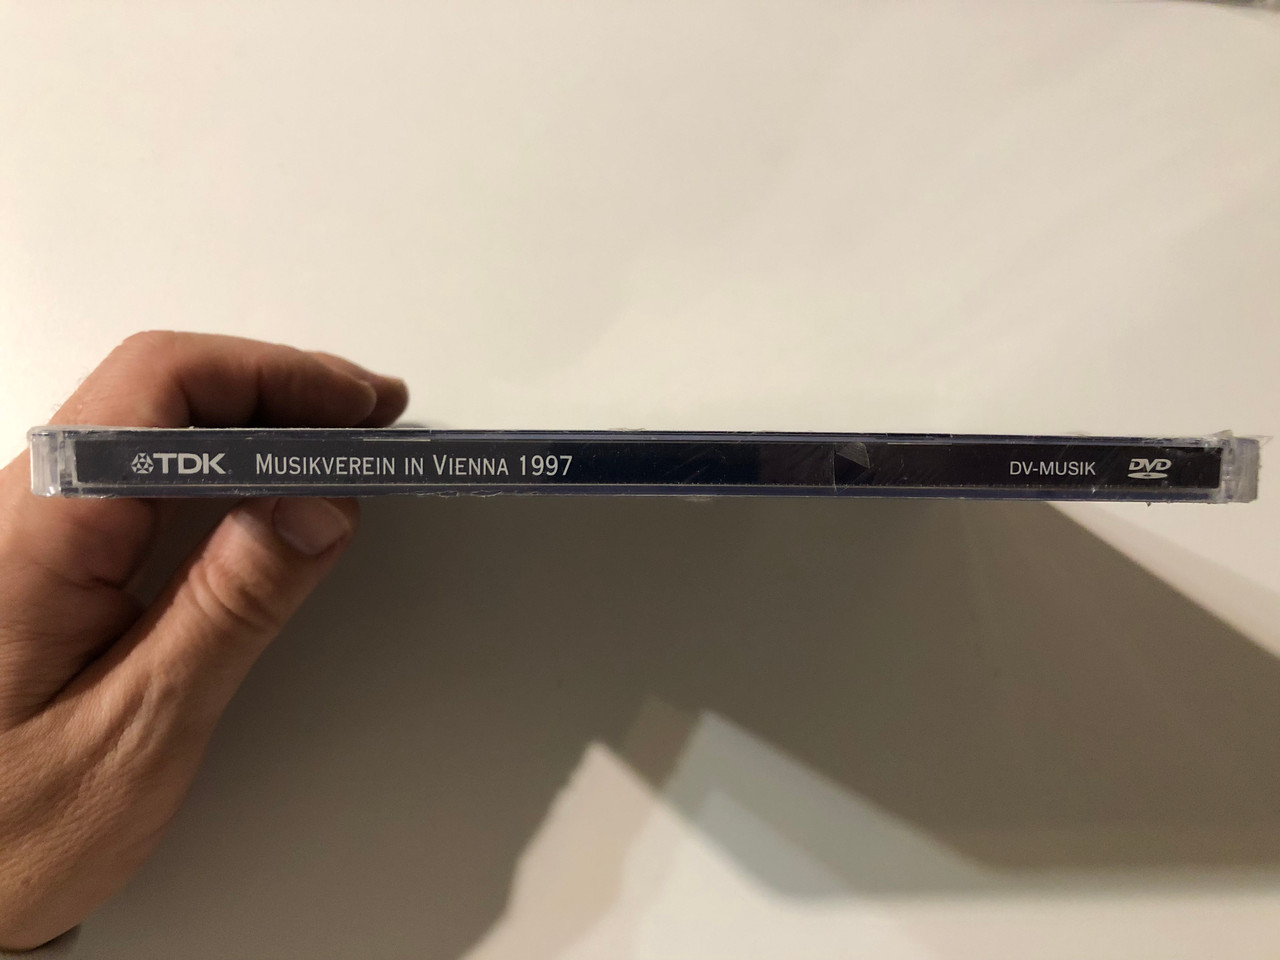 TDK MUSIKVEREIN IN VIENNA 1997 DV-MUSIK DVD